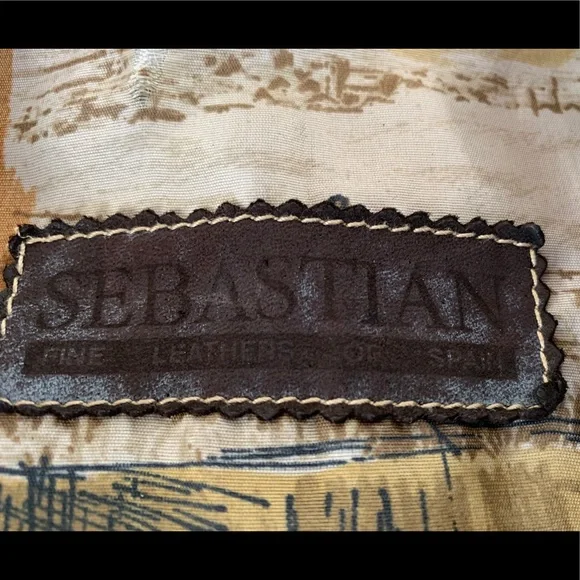 SEBASTIAN
FINE LEATHERS OF SPAIN